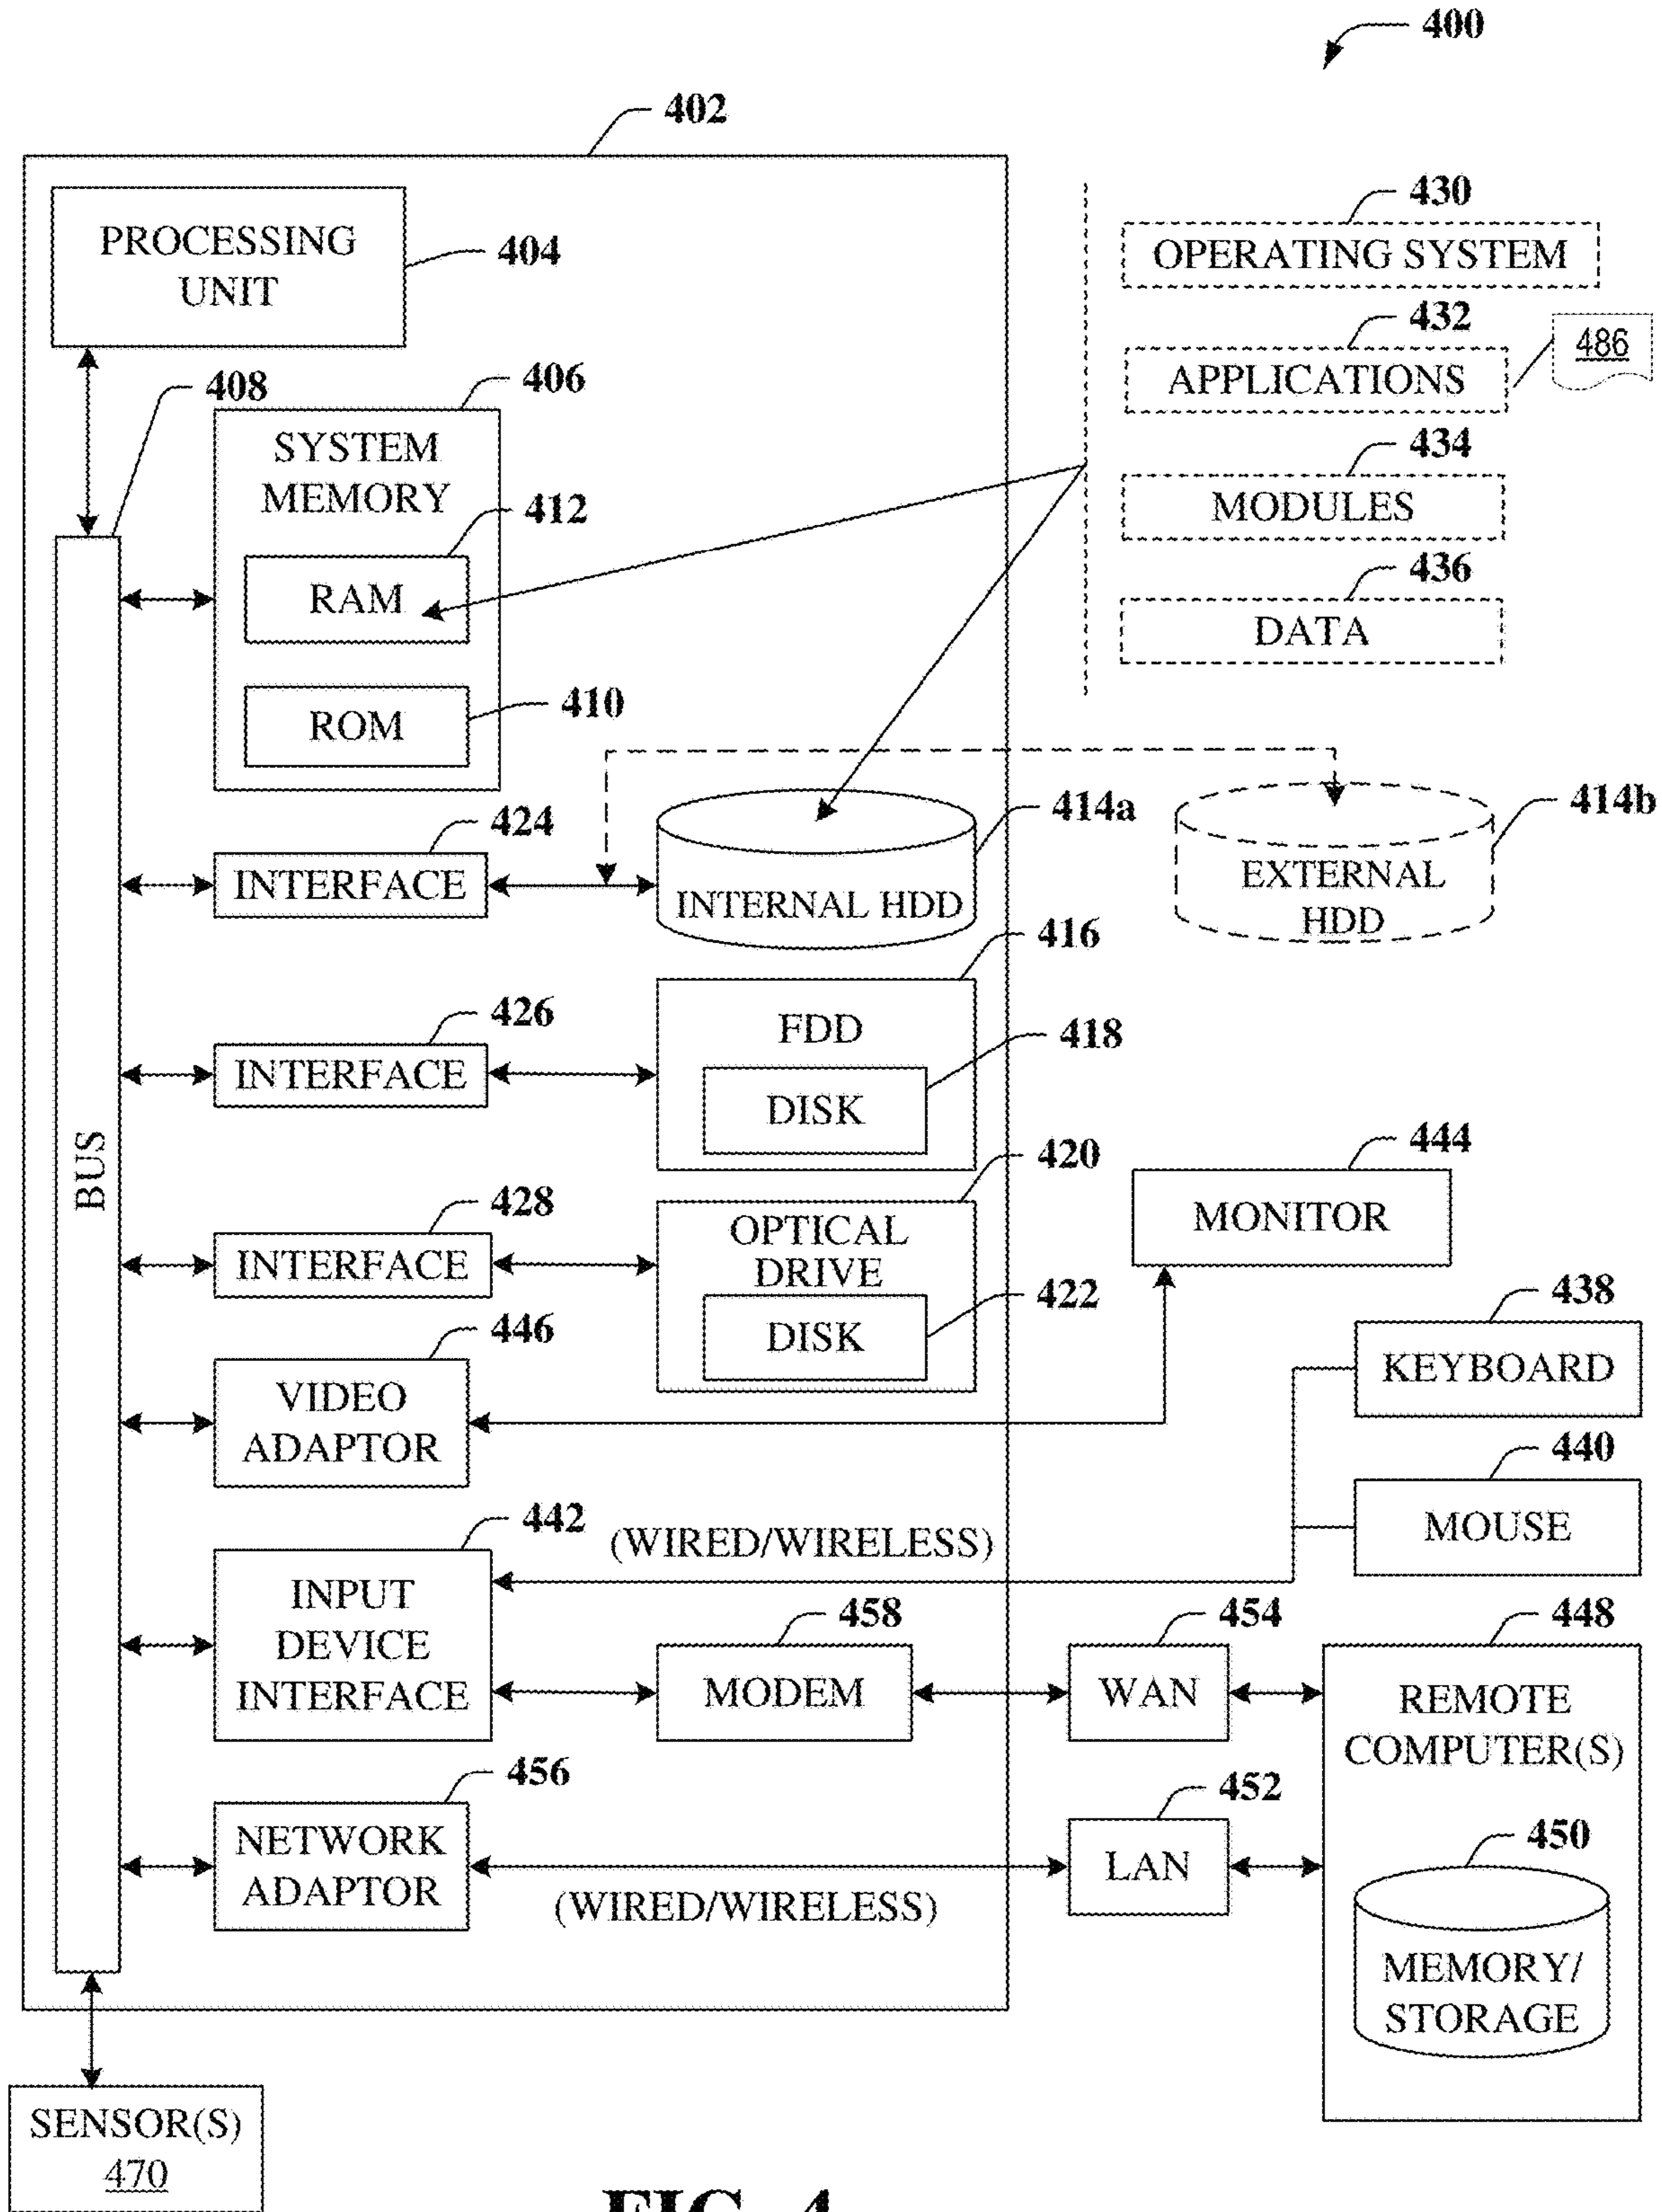 400
402
PROCESSING
UNIT
404
430
OPERATING SYSTEM
432
APPLICATIONS
486
434
MODULES
436
DATA
408
406
SYSTEM
MEMORY
412
RAM
410
ROM
424
INTERFACE
INTERNAL HDD
414a
EXTERNAL
HDD
414b
426
INTERFACE
416
FDD
418
DISK
BUS
428
INTERFACE
420
OPTICAL
DRIVE
422
DISK
444
MONITOR
446
VIDEO
ADAPTOR
438
KEYBOARD
440
MOUSE
442
INPUT
DEVICE
INTERFACE
(WIRED/WIRELESS)
458
MODEM
454
WAN
448
REMOTE
COMPUTER(S)
456
NETWORK
ADAPTOR
(WIRED/WIRELESS)
452
LAN
450
MEMORY/
STORAGE
SENSOR(S)
470
FIG. 4